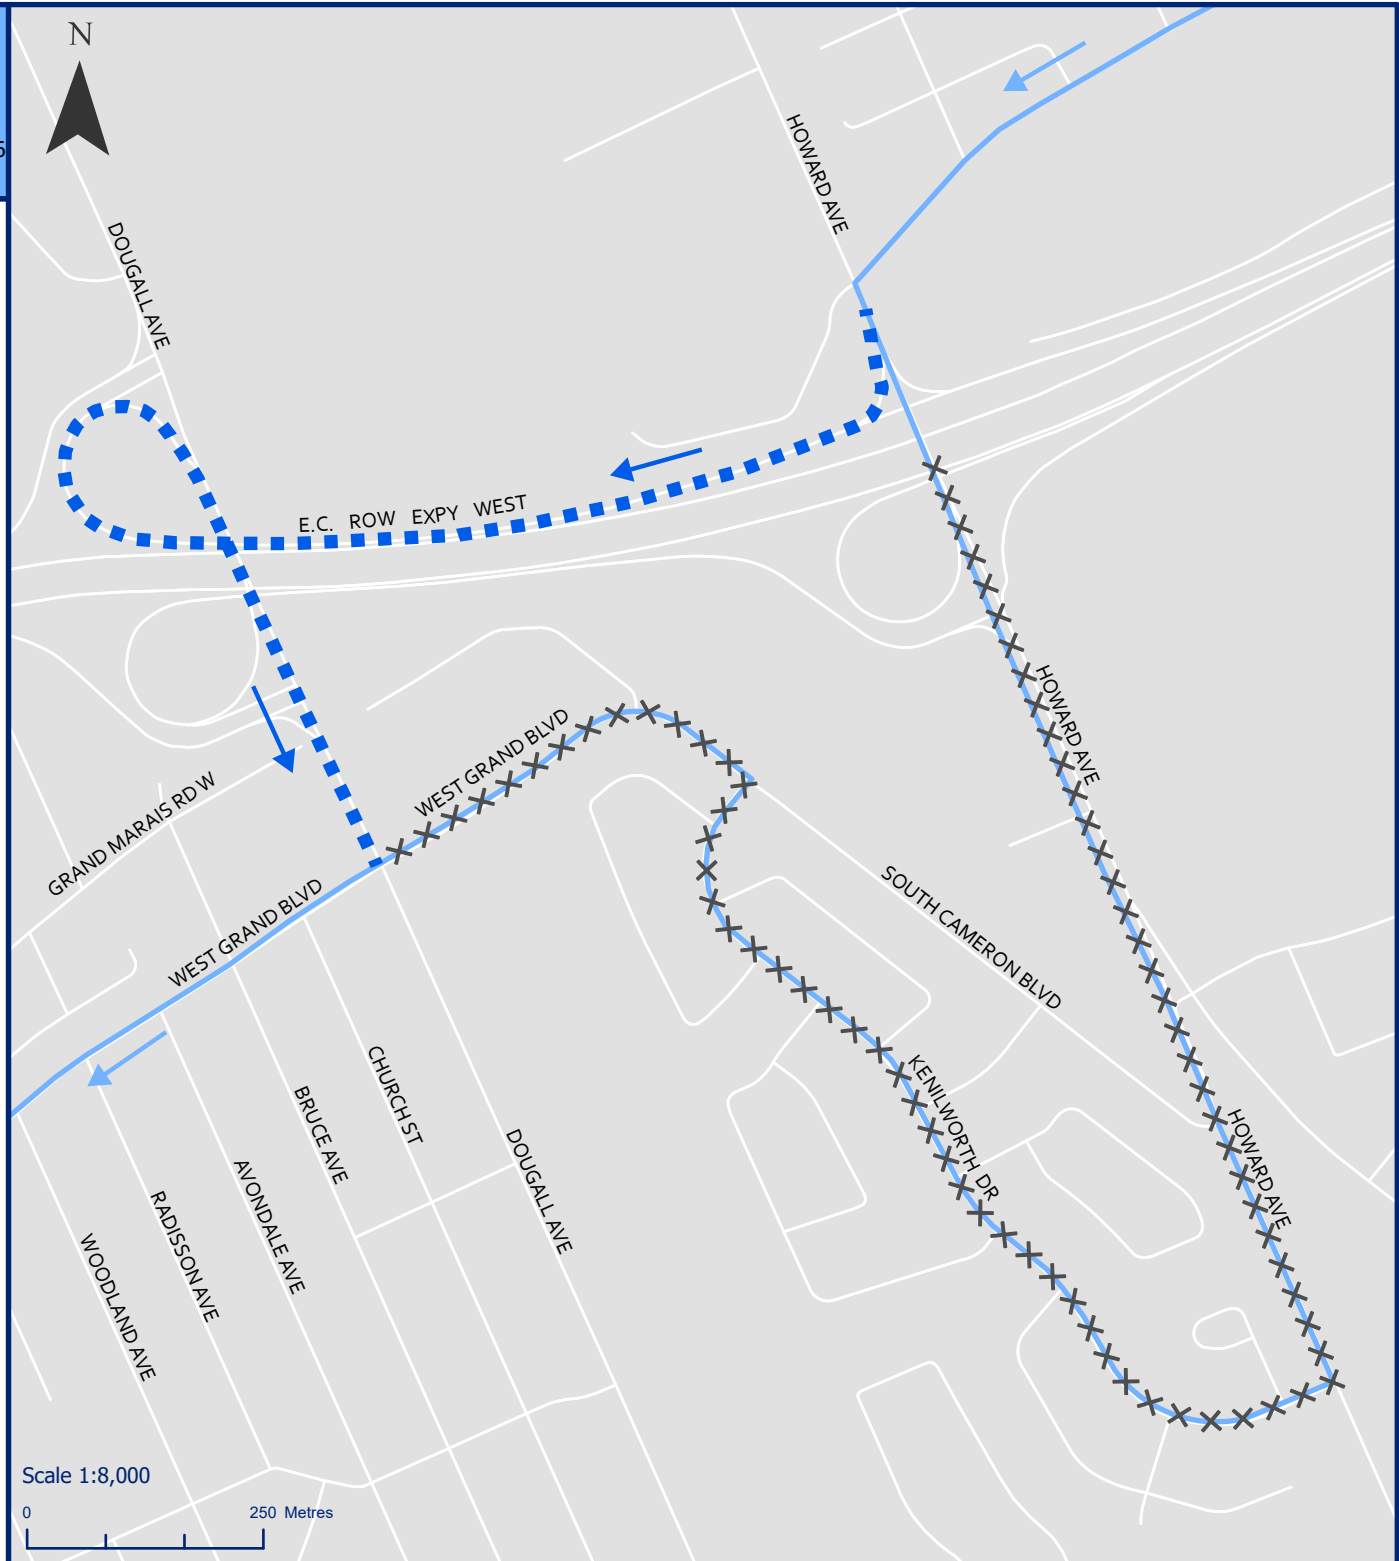 N
HOWARD AVE
5
DOUGALL AVE
E.C. ROW EXPY WEST
HOWARD AVE
WEST GRAND BLVD
GRAND MARAIS RD W
SOUTH CAMERON BLVD
WEST GRAND BLVD
KENILWORTH DR
CHURCH ST
BRUCE AVE
HOWARD AVE
DOUGALL AVE
AVONDALE AVE
RADISSON AVE
WOODLAND AVE
Scale 1:8,000
0 250 Metres